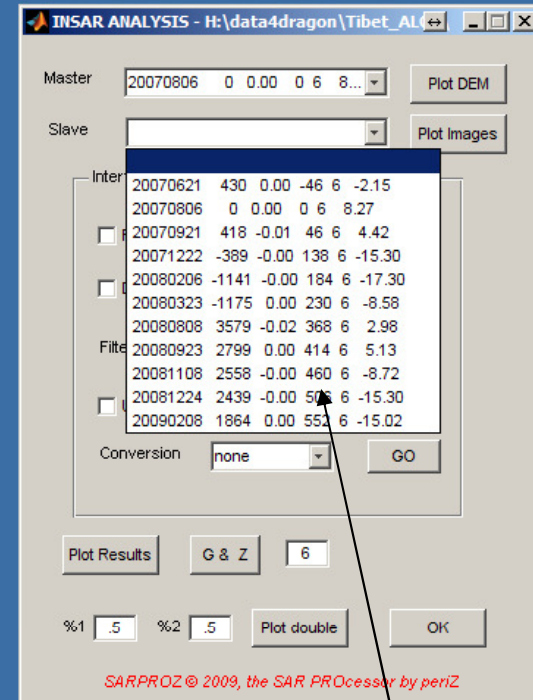 INSAR ANALYSIS - H:\data4dragon\Tibet_AL
Master 20070806 0 0.00 0 6 8... Plot DEM
Slave Plot Images
Inter
20070621 430 0.00 -46 6 -2.15
20070806 0 0.00 0 6 8.27
20070921 418 -0.01 46 6 4.42
20071222 -389 -0.00 138 6 -15.30
20080206 -1141 -0.00 184 6 -17.30
20080323 -1175 0.00 230 6 -8.58
20080808 3579 -0.02 368 6 2.98
Filte 20080923 2799 0.00 414 6 5.13
20081108 2558 -0.00 460 6 -8.72
20081224 2439 -0.00 506 6 -15.30
20090208 1864 0.00 552 6 -15.02
Conversion none GO
Plot Results G & Z 6
%1 .5 %2 .5 Plot double OK
SARPROZ © 2009, the SAR PROcessor by periZ